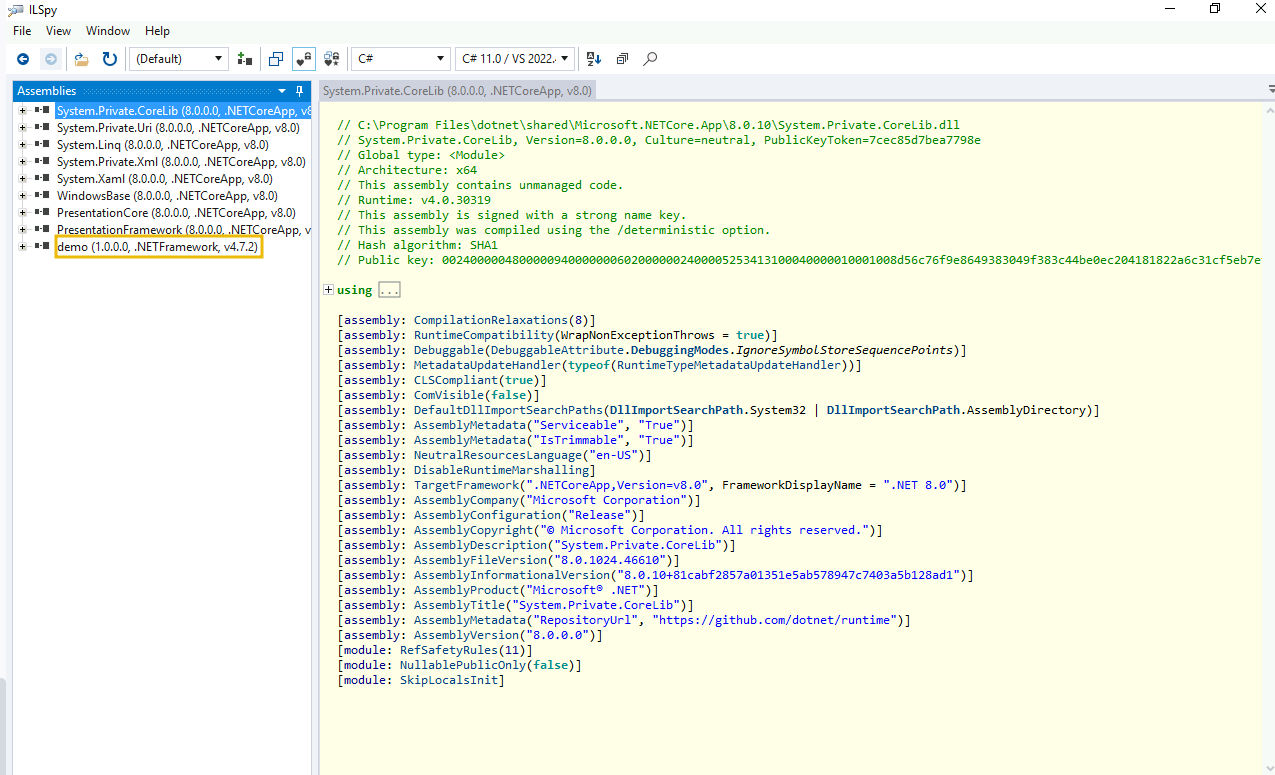 ILSpy
File View Window Help
(Default) C# C# 11.0 / VS 2022.
Assemblies
System.Private.CoreLib (8.0.0.0, .NETCoreApp, v8
System.Private.Uri (8.0.0.0, .NETCoreApp, v8.0)
System.Linq (8.0.0.0, .NETCoreApp, v8.0)
System.Private.Xml (8.0.0.0, .NETCoreApp, v8.0)
System.Xaml (8.0.0.0, .NETCoreApp, v8.0)
WindowsBase (8.0.0.0, .NETCoreApp, v8.0)
PresentationCore (8.0.0.0, .NETCoreApp, v8.0)
PresentationFramework (8.0.0.0, .NETCoreApp, v
demo (1.0.0.0, .NETFramework, v4.7.2)
System.Private.CoreLib (8.0.0.0, .NETCoreApp, v8.0)
// C:\Program Files\dotnet\shared\Microsoft.NETCore.App\8.0.10\System.Private.CoreLib.dll
// System.Private.CoreLib, Version=8.0.0.0, Culture=neutral, PublicKeyToken=7cec85d7bea7798e
// Global type: <Module>
// Architecture: x64
// This assembly contains unmanaged code.
// Runtime: v4.0.30319
// This assembly is signed with a strong name key.
// This assembly was compiled using the /deterministic option.
// Hash algorithm: SHA1
// Public key: 00240000048000009400000006020000002400005253413100040000010001008d56c76f9e8649383049f383c44be0ec204181822a6c31cf5eb7e
using ...
[assembly: CompilationRelaxations(8)]
[assembly: RuntimeCompatibility(WrapNonExceptionThrows = true)]
[assembly: Debuggable(DebuggableAttribute.DebuggingModes.IgnoreSymbolStoreSequencePoints)]
[assembly: MetadataUpdateHandler(typeof(RuntimeTypeMetadataUpdateHandler))]
[assembly: CLSCompliant(true)]
[assembly: ComVisible(false)]
[assembly: DefaultDllImportSearchPaths(DllImportSearchPath.System32 | DllImportSearchPath.AssemblyDirectory)]
[assembly: AssemblyMetadata("Serviceable", "True")]
[assembly: AssemblyMetadata("IsTrimmable", "True")]
[assembly: NeutralResourcesLanguage("en-US")]
[assembly: DisableRuntimeMarshalling]
[assembly: TargetFramework(".NETCoreApp,Version=v8.0", FrameworkDisplayName = ".NET 8.0")]
[assembly: AssemblyCompany("Microsoft Corporation")]
[assembly: AssemblyConfiguration("Release")]
[assembly: AssemblyCopyright("© Microsoft Corporation. All rights reserved.")]
[assembly: AssemblyDescription("System.Private.CoreLib")]
[assembly: AssemblyFileVersion("8.0.1024.46610")]
[assembly: AssemblyInformationalVersion("8.0.10+81cabf2857a01351e5ab578947c7403a5b128ad1")]
[assembly: AssemblyProduct("Microsoft® .NET")]
[assembly: AssemblyTitle("System.Private.CoreLib")]
[assembly: AssemblyMetadata("RepositoryUrl", "https://github.com/dotnet/runtime")]
[assembly: AssemblyVersion("8.0.0.0")]
[module: RefSafetyRules(11)]
[module: NullablePublicOnly(false)]
[module: SkipLocalsInit]